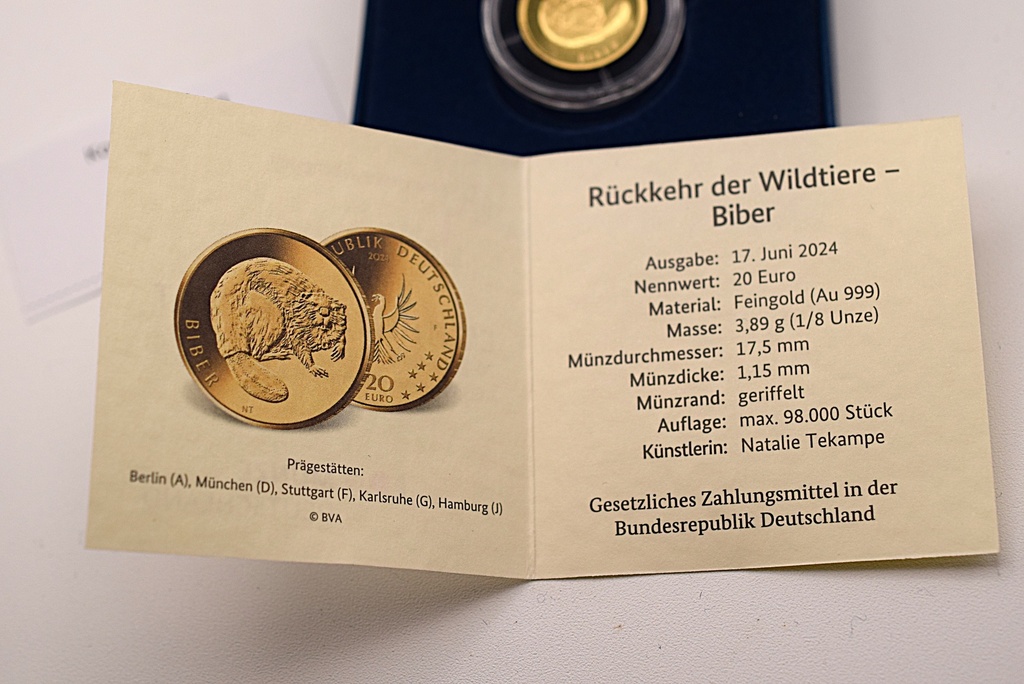 BIBER
NT
UBLIK DEUTSCHLAND
20
EURO
Prägestätten:
Berlin (A), München (D), Stuttgart (F), Karlsruhe (G), Hamburg (J)
© BVA
Rückkehr der Wildtiere –
Biber
Ausgabe: 17. Juni 2024
Nennwert: 20 Euro
Material: Feingold (Au 999)
Masse: 3,89 g (1/8 Unze)
Münzdurchmesser: 17,5 mm
Münzdicke: 1,15 mm
Münzrand: geriffelt
Auflage: max. 98.000 Stück
Künstlerin: Natalie Tekampe
Gesetzliches Zahlungsmittel in der
Bundesrepublik Deutschland